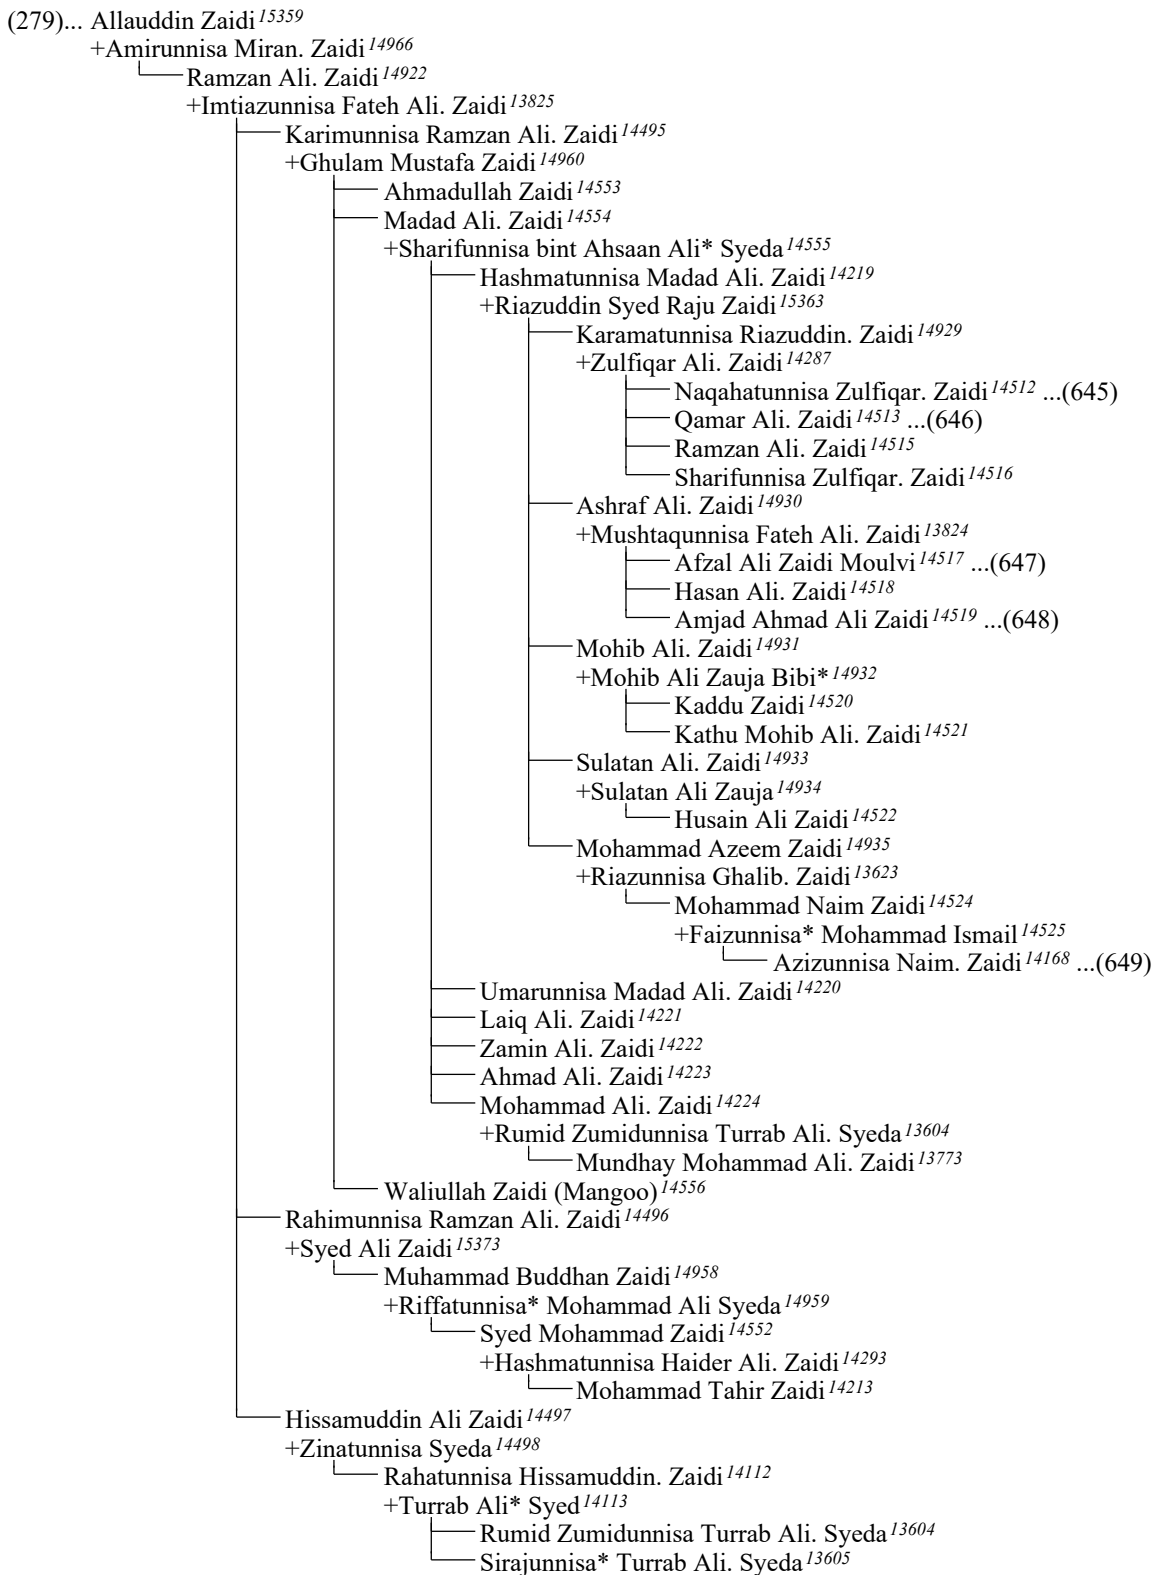 (279)... Allauddin Zaidi 15359
+Amirunnisa Miran. Zaidi 14966
Ramzan Ali. Zaidi 14922
+Imtiazunnisa Fateh Ali. Zaidi 13825
Karimunnisa Ramzan Ali. Zaidi 14495
+Ghulam Mustafa Zaidi 14960
Ahmadullah Zaidi 14553
Madad Ali. Zaidi 14554
+Sharifunnisa bint Ahsaan Ali* Syeda 14555
Hashmatunnisa Madad Ali. Zaidi 14219
+Riazuddin Syed Raju Zaidi 15363
Karamatunnisa Riazuddin. Zaidi 14929
+Zulfiqar Ali. Zaidi 14287
Naqahatunnisa Zulfiqar. Zaidi 14512 ...(645)
Qamar Ali. Zaidi 14513 ...(646)
Ramzan Ali. Zaidi 14515
Sharifunnisa Zulfiqar. Zaidi 14516
Ashraf Ali. Zaidi 14930
+Mushtaqunnisa Fateh Ali. Zaidi 13824
Afzal Ali Zaidi Moulvi 14517 ...(647)
Hasan Ali. Zaidi 14518
Amjad Ahmad Ali Zaidi 14519 ...(648)
Mohib Ali. Zaidi 14931
+Mohib Ali Zauja Bibi* 14932
Kaddu Zaidi 14520
Kathu Mohib Ali. Zaidi 14521
Sulatan Ali. Zaidi 14933
+Sulatan Ali Zauja 14934
Husain Ali Zaidi 14522
Mohammad Azeem Zaidi 14935
+Riazunnisa Ghalib. Zaidi 13623
Mohammad Naim Zaidi 14524
+Faizunnisa* Mohammad Ismail 14525
Azizunnisa Naim. Zaidi 14168 ...(649)
Umarunnisa Madad Ali. Zaidi 14220
Laiq Ali. Zaidi 14221
Zamin Ali. Zaidi 14222
Ahmad Ali. Zaidi 14223
Mohammad Ali. Zaidi 14224
+Rumid Zumidunnisa Turrab Ali. Syeda 13604
Mundhay Mohammad Ali. Zaidi 13773
Waliullah Zaidi (Mangoo) 14556
Rahimunnisa Ramzan Ali. Zaidi 14496
+Syed Ali Zaidi 15373
Muhammad Buddhan Zaidi 14958
+Riffatunnisa* Mohammad Ali Syeda 14959
Syed Mohammad Zaidi 14552
+Hashmatunnisa Haider Ali. Zaidi 14293
Mohammad Tahir Zaidi 14213
Hissamuddin Ali Zaidi 14497
+Zinatunnisa Syeda 14498
Rahatunnisa Hissamuddin. Zaidi 14112
+Turrab Ali* Syed 14113
Rumid Zumidunnisa Turrab Ali. Syeda 13604
Sirajunnisa* Turrab Ali. Syeda 13605